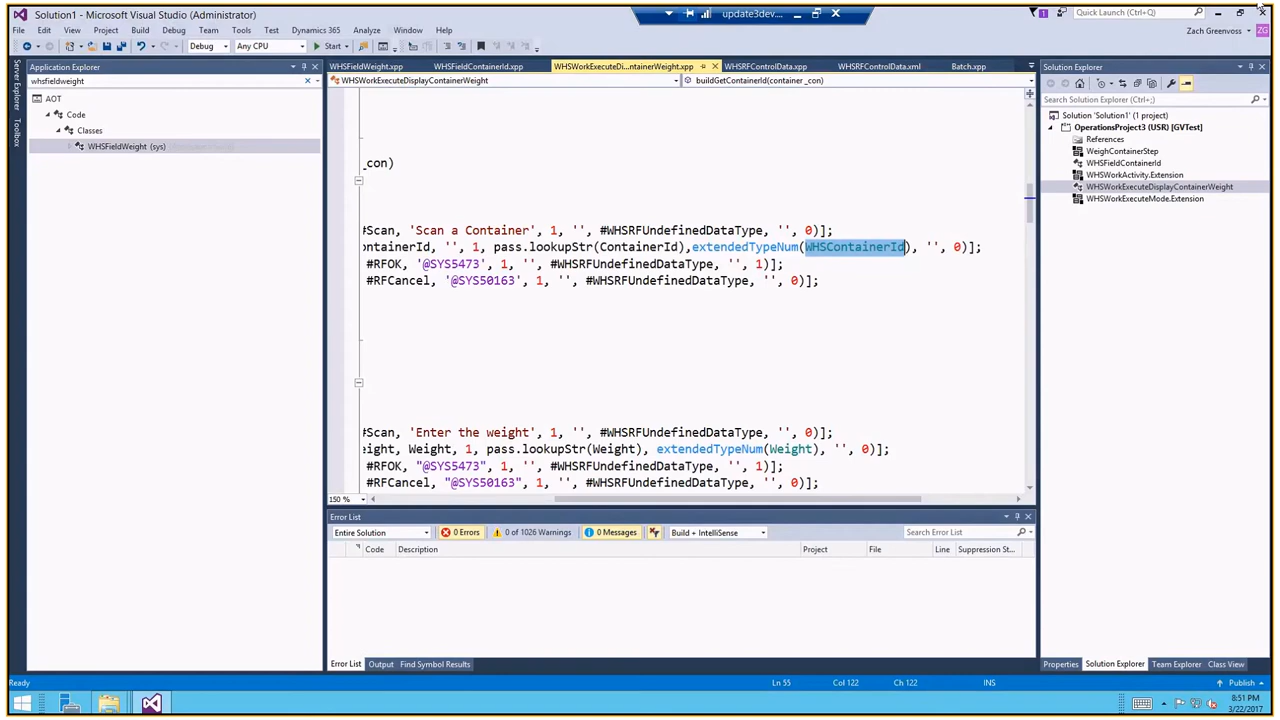 Solution1 - Microsoft Visual Studio (Administrator)
update3dev...
1
Quick Launch (Ctrl+Q)
File Edit View Project Build Debug Team Tools Dynamics 365 Analyze Window Help
Zach Greenvoss
ZG
Debug Any CPU Start
Server Explorer
Toolbox
Application Explorer
whsfieldweight
AOT
Code
Classes
WHSFieldWeight (sys)
WHSFieldWeight.xpp WHSFieldContainerId.xpp WHSWorkExecuteDi...ntainerWeight.xpp WHSRFControlData.xpp WHSRFControlData.xml Batch.xpp
WHSWorkExecuteDisplayContainerWeight buildGetContainerId(container _con)
_con)
#Scan, 'Scan a Container', 1, '', #WHSRFUndefinedDataType, '', 0)];
ontainerId, '', 1, pass.lookupStr(ContainerId),extendedTypeNum(WHSContainerId), '', 0)];
#RFOK, '@SYS5473', 1, '', #WHSRFUndefinedDataType, '', 1)];
#RFCancel, '@SYS50163', 1, '', #WHSRFUndefinedDataType, '', 0)];
#Scan, 'Enter the weight', 1, '', #WHSRFUndefinedDataType, '', 0)];
eight, Weight, 1, pass.lookupStr(Weight), extendedTypeNum(Weight), '', 0)];
#RFOK, "@SYS5473", 1, '', #WHSRFUndefinedDataType, '', 1)];
#RFCancel, "@SYS50163", 1, '', #WHSRFUndefinedDataType, '', 0)];
150 %
Error List
Entire Solution 0 Errors 0 of 1026 Warnings 0 Messages Build + IntelliSense Search Error List
Code Description Project File Line Suppression St...
Error List Output Find Symbol Results
Solution Explorer
Search Solution Explorer (Ctrl+;)
Solution 'Solution1' (1 project)
OperationsProject3 (USR) [GVTest]
References
WeighContainerStep
WHSFieldContainerId
WHSWorkActivity.Extension
WHSWorkExecuteDisplayContainerWeight
WHSWorkExecuteMode.Extension
Properties Solution Explorer Team Explorer Class View
Ready Ln 55 Col 122 Ch 122 INS Publish
8:51 PM
3/22/2017